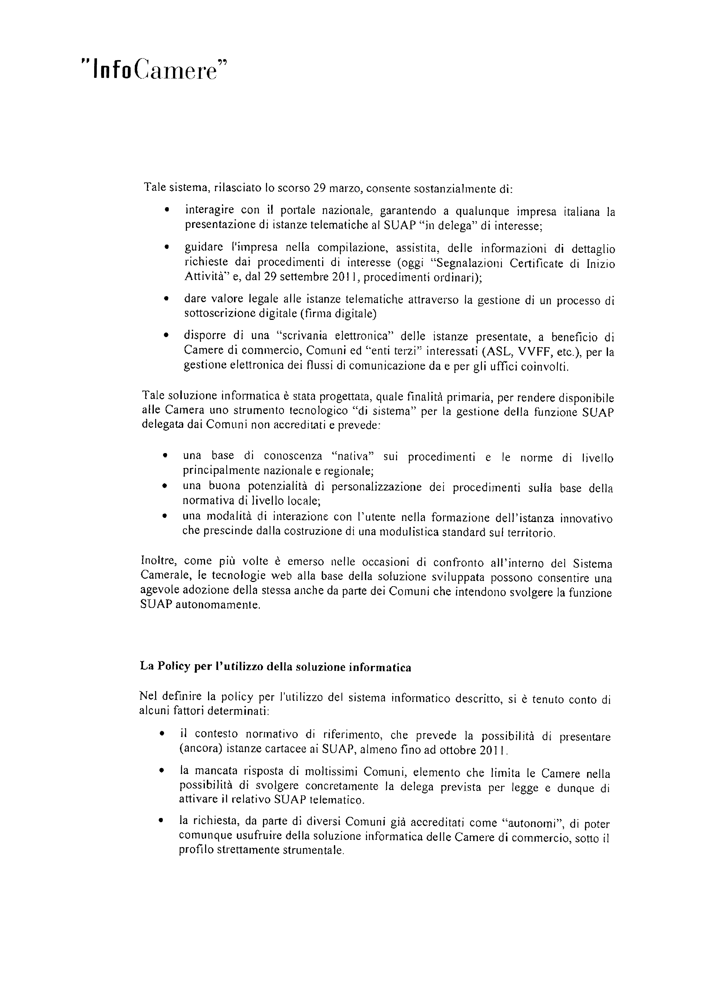 "InfoCamere”
Tale sistema, rilasciato lo scorso 29 marzo, consente sostanzialmente di:
• interagire con il portale nazionale, garantendo a qualunque impresa italiana la
presentazione di istanze telematiche al SUAP “in delega” di interesse;
• guidare l'impresa nella compilazione, assistita, delle informazioni di dettaglio
richieste dai procedimenti di interesse (oggi “Segnalazioni Certificate di Inizio
Attività” e, dal 29 settembre 2011, procedimenti ordinari);
• dare valore legale alle istanze telematiche attraverso la gestione di un processo di
sottoscrizione digitale (firma digitale)
• disporre di una “scrivania elettronica” delle istanze presentate, a beneficio di
Camere di commercio, Comuni ed “enti terzi” interessati (ASL, VVFF, etc.), per la
gestione elettronica dei flussi di comunicazione da e per gli uffici coinvolti.
Tale soluzione informatica è stata progettata, quale finalità primaria, per rendere disponibile
alle Camera uno strumento tecnologico “di sistema” per la gestione della funzione SUAP
delegata dai Comuni non accreditati e prevede:
• una base di conoscenza “nativa” sui procedimenti e le norme di livello
principalmente nazionale e regionale;
• una buona potenzialità di personalizzazione dei procedimenti sulla base della
normativa di livello locale;
• una modalità di interazione con l’utente nella formazione dell’istanza innovativo
che prescinde dalla costruzione di una modulistica standard sul territorio.
Inoltre, come più volte è emerso nelle occasioni di confronto all’interno del Sistema
Camerale, le tecnologie web alla base della soluzione sviluppata possono consentire una
agevole adozione della stessa anche da parte dei Comuni che intendono svolgere la funzione
SUAP autonomamente.
La Policy per l’utilizzo della soluzione informatica
Nel definire la policy per l'utilizzo del sistema informatico descritto, si è tenuto conto di
alcuni fattori determinati:
• il contesto normativo di riferimento, che prevede la possibilità di presentare
(ancora) istanze cartacee ai SUAP, almeno fino ad ottobre 2011.
• la mancata risposta di moltissimi Comuni, elemento che limita le Camere nella
possibilità di svolgere concretamente la delega prevista per legge e dunque di
attivare il relativo SUAP telematico.
• la richiesta, da parte di diversi Comuni già accreditati come “autonomi”, di poter
comunque usufruire della soluzione informatica delle Camere di commercio, sotto il
profilo strettamente strumentale.